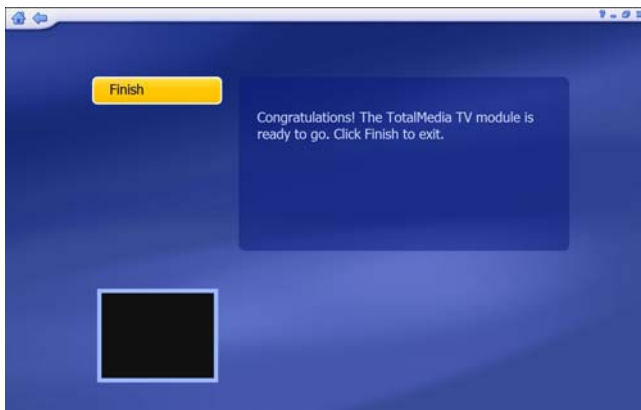 Finish
Congratulations! The TotalMedia TV module is
ready to go. Click Finish to exit.